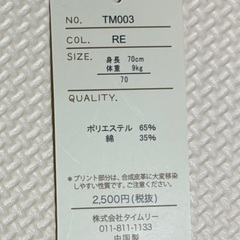 NO. TM003
COL. RE
SIZE. 身長 70cm
体重 9kg
70
QUALITY.
ポリエステル 65%
綿 35%
*プリント部分は、合成皮革に大変移染
しやすい性質です。ご注意下さい。
2,500円(税抜)
株式会社タイムリー
011-811-1133
中国製